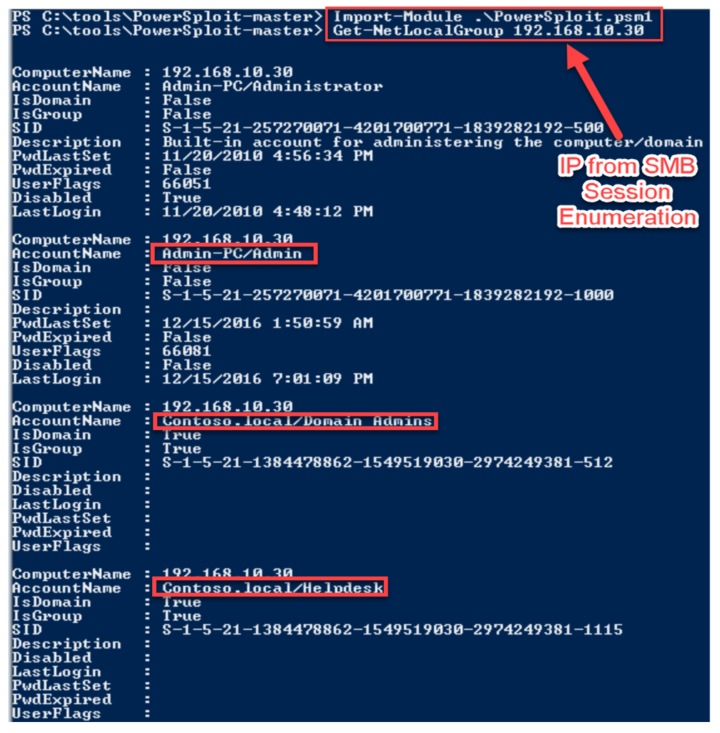 PS C:\tools\PowerSploit-master> Import-Module .\PowerSploit.psm1
PS C:\tools\PowerSploit-master> Get-NetLocalGroup 192.168.10.30
ComputerName : 192.168.10.30
AccountName : Admin-PC/Administrator
IsDomain : False
IsGroup : False
SID : S-1-5-21-257270071-4201700771-1839282192-500
Description : Built-in account for administering the computer/domain
PwdLastSet : 11/20/2010 4:56:34 PM
PwdExpired : False
UserFlags : 66051
Disabled : True
LastLogin : 11/20/2010 4:48:12 PM
IP from SMB
Session
Enumeration
ComputerName : 192.168.10.30
AccountName : Admin-PC/Admin
IsDomain : False
IsGroup : False
SID : S-1-5-21-257270071-4201700771-1839282192-1000
Description :
PwdLastSet : 12/15/2016 1:50:59 AM
PwdExpired : False
UserFlags : 66081
Disabled : False
LastLogin : 12/15/2016 7:01:09 PM
ComputerName : 192.168.10.30
AccountName : Contoso.local/Domain Admins
IsDomain : True
IsGroup : True
SID : S-1-5-21-1384478862-1549519030-2974249381-512
Description :
Disabled :
LastLogin :
PwdLastSet :
PwdExpired :
UserFlags :
ComputerName : 192.168.10.30
AccountName : Contoso.local/Helpdesk
IsDomain : True
IsGroup : True
SID : S-1-5-21-1384478862-1549519030-2974249381-1115
Description :
Disabled :
LastLogin :
PwdLastSet :
PwdExpired :
UserFlags :